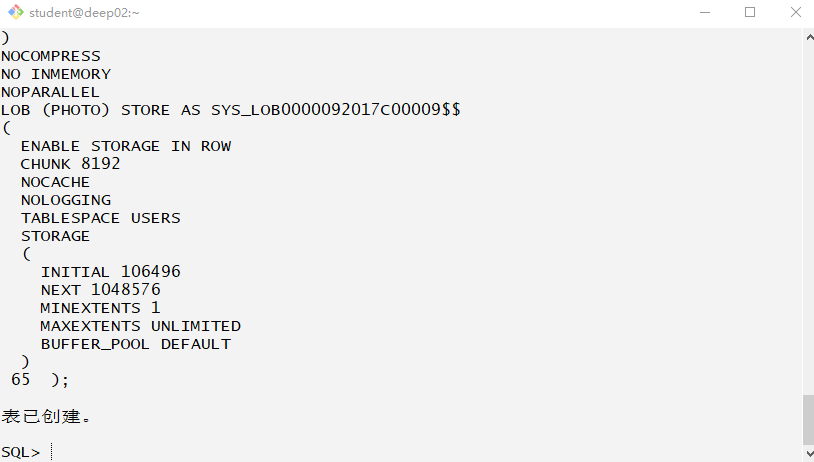 student@deep02:~
)
NOCOMPRESS
NO INMEMORY
NOPARALLEL
LOB (PHOTO) STORE AS SYS_LOB0000092017C00009$$
(
  ENABLE STORAGE IN ROW
  CHUNK 8192
  NOCACHE
  NOLOGGING
  TABLESPACE USERS
  STORAGE
  (
    INITIAL 106496
    NEXT 1048576
    MINEXTENTS 1
    MAXEXTENTS UNLIMITED
    BUFFER_POOL DEFAULT
  )
 65  );
表已创建。
SQL>